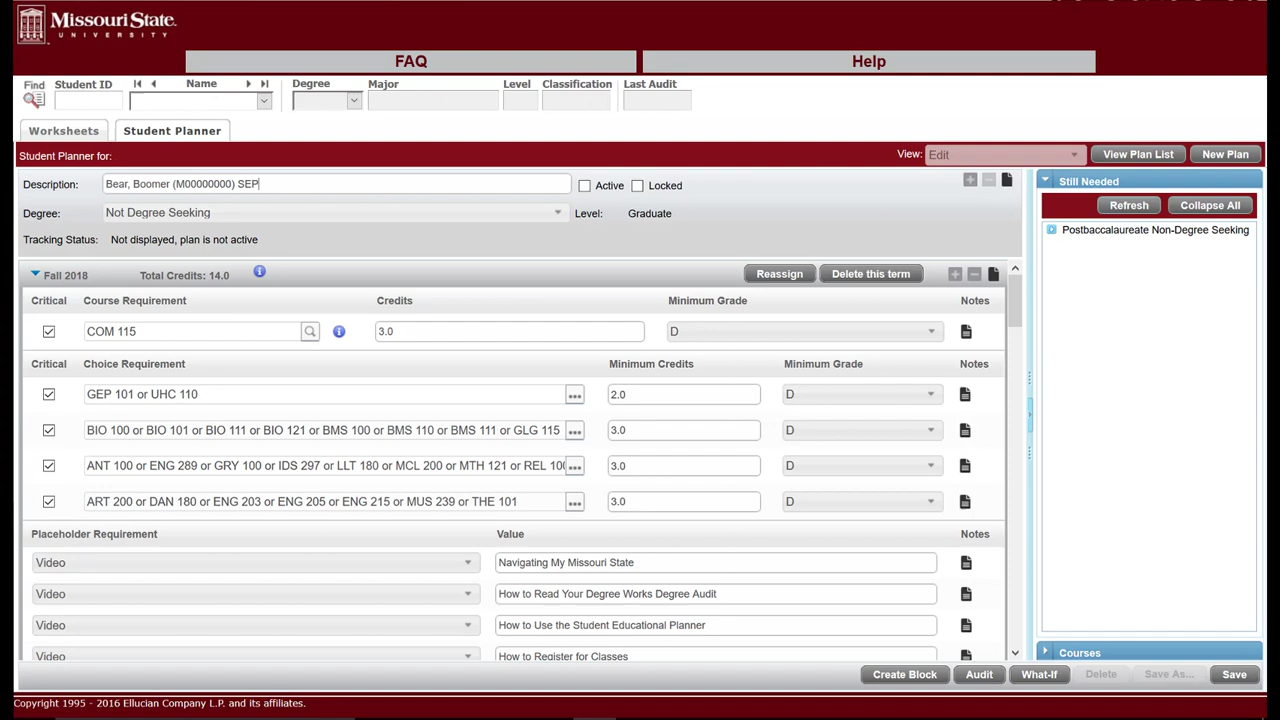 Missouri State
UNIVERSITY
FAQ
Help
Find
Student ID
Name
Degree
Major
Level
Classification
Last Audit
Worksheets
Student Planner
Student Planner for:
View:
Edit
View Plan List
New Plan
Description:
Bear, Boomer (M00000000) SEP
Active
Locked
Degree:
Not Degree Seeking
Level:
Graduate
Tracking Status:
Not displayed, plan is not active
Still Needed
Refresh
Collapse All
Postbaccalaureate Non-Degree Seeking
Fall 2018
Total Credits: 14.0
Reassign
Delete this term
Critical
Course Requirement
Credits
Minimum Grade
Notes
COM 115
3.0
D
Critical
Choice Requirement
Minimum Credits
Minimum Grade
Notes
GEP 101 or UHC 110
2.0
D
BIO 100 or BIO 101 or BIO 111 or BIO 121 or BMS 100 or BMS 110 or BMS 111 or GLG 115
3.0
D
ANT 100 or ENG 289 or GRY 100 or IDS 297 or LLT 180 or MCL 200 or MTH 121 or REL 100
3.0
D
ART 200 or DAN 180 or ENG 203 or ENG 205 or ENG 215 or MUS 239 or THE 101
3.0
D
Placeholder Requirement
Value
Notes
Video
Navigating My Missouri State
Video
How to Read Your Degree Works Degree Audit
Video
How to Use the Student Educational Planner
Video
How to Register for Classes
Courses
Create Block
Audit
What-If
Delete
Save As...
Save
Copyright 1995 - 2016 Ellucian Company L.P. and its affiliates.